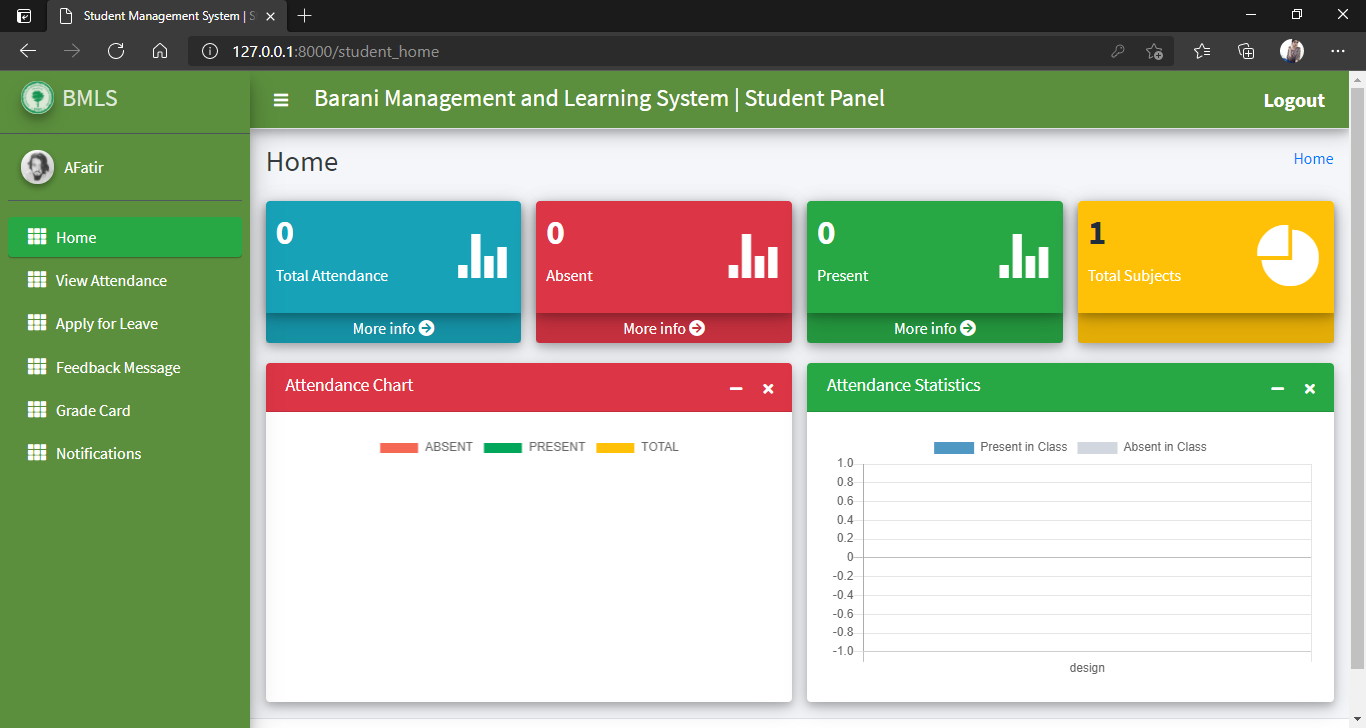 Student Management System | S
127.0.0.1:8000/student_home
BMLS
Barani Management and Learning System | Student Panel
Logout
AFatir
Home
View Attendance
Apply for Leave
Feedback Message
Grade Card
Notifications
Home
Home
0
Total Attendance
More info
0
Absent
More info
0
Present
More info
1
Total Subjects
Attendance Chart
ABSENT PRESENT TOTAL
Attendance Statistics
Present in Class Absent in Class
1.0
0.8
0.6
0.4
0.2
0
-0.2
-0.4
-0.6
-0.8
-1.0
design